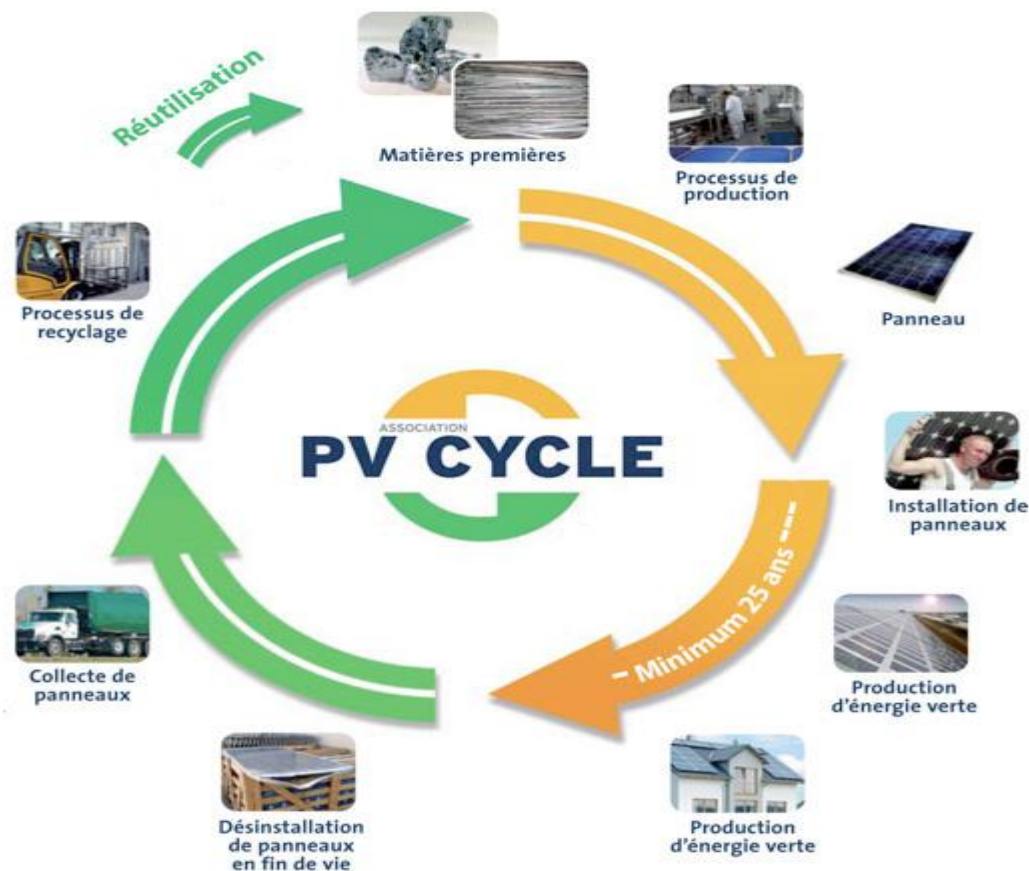 Réutilisation
Matières premières
Processus de
production
Panneau
Installation de
panneaux
Minimum 25 ans
Production
d'énergie verte
Production
d'énergie verte
Désinstallation
de panneaux
en fin de vie
Collecte de
panneaux
Processus de
recyclage
ASSOCIATION
PV CYCLE